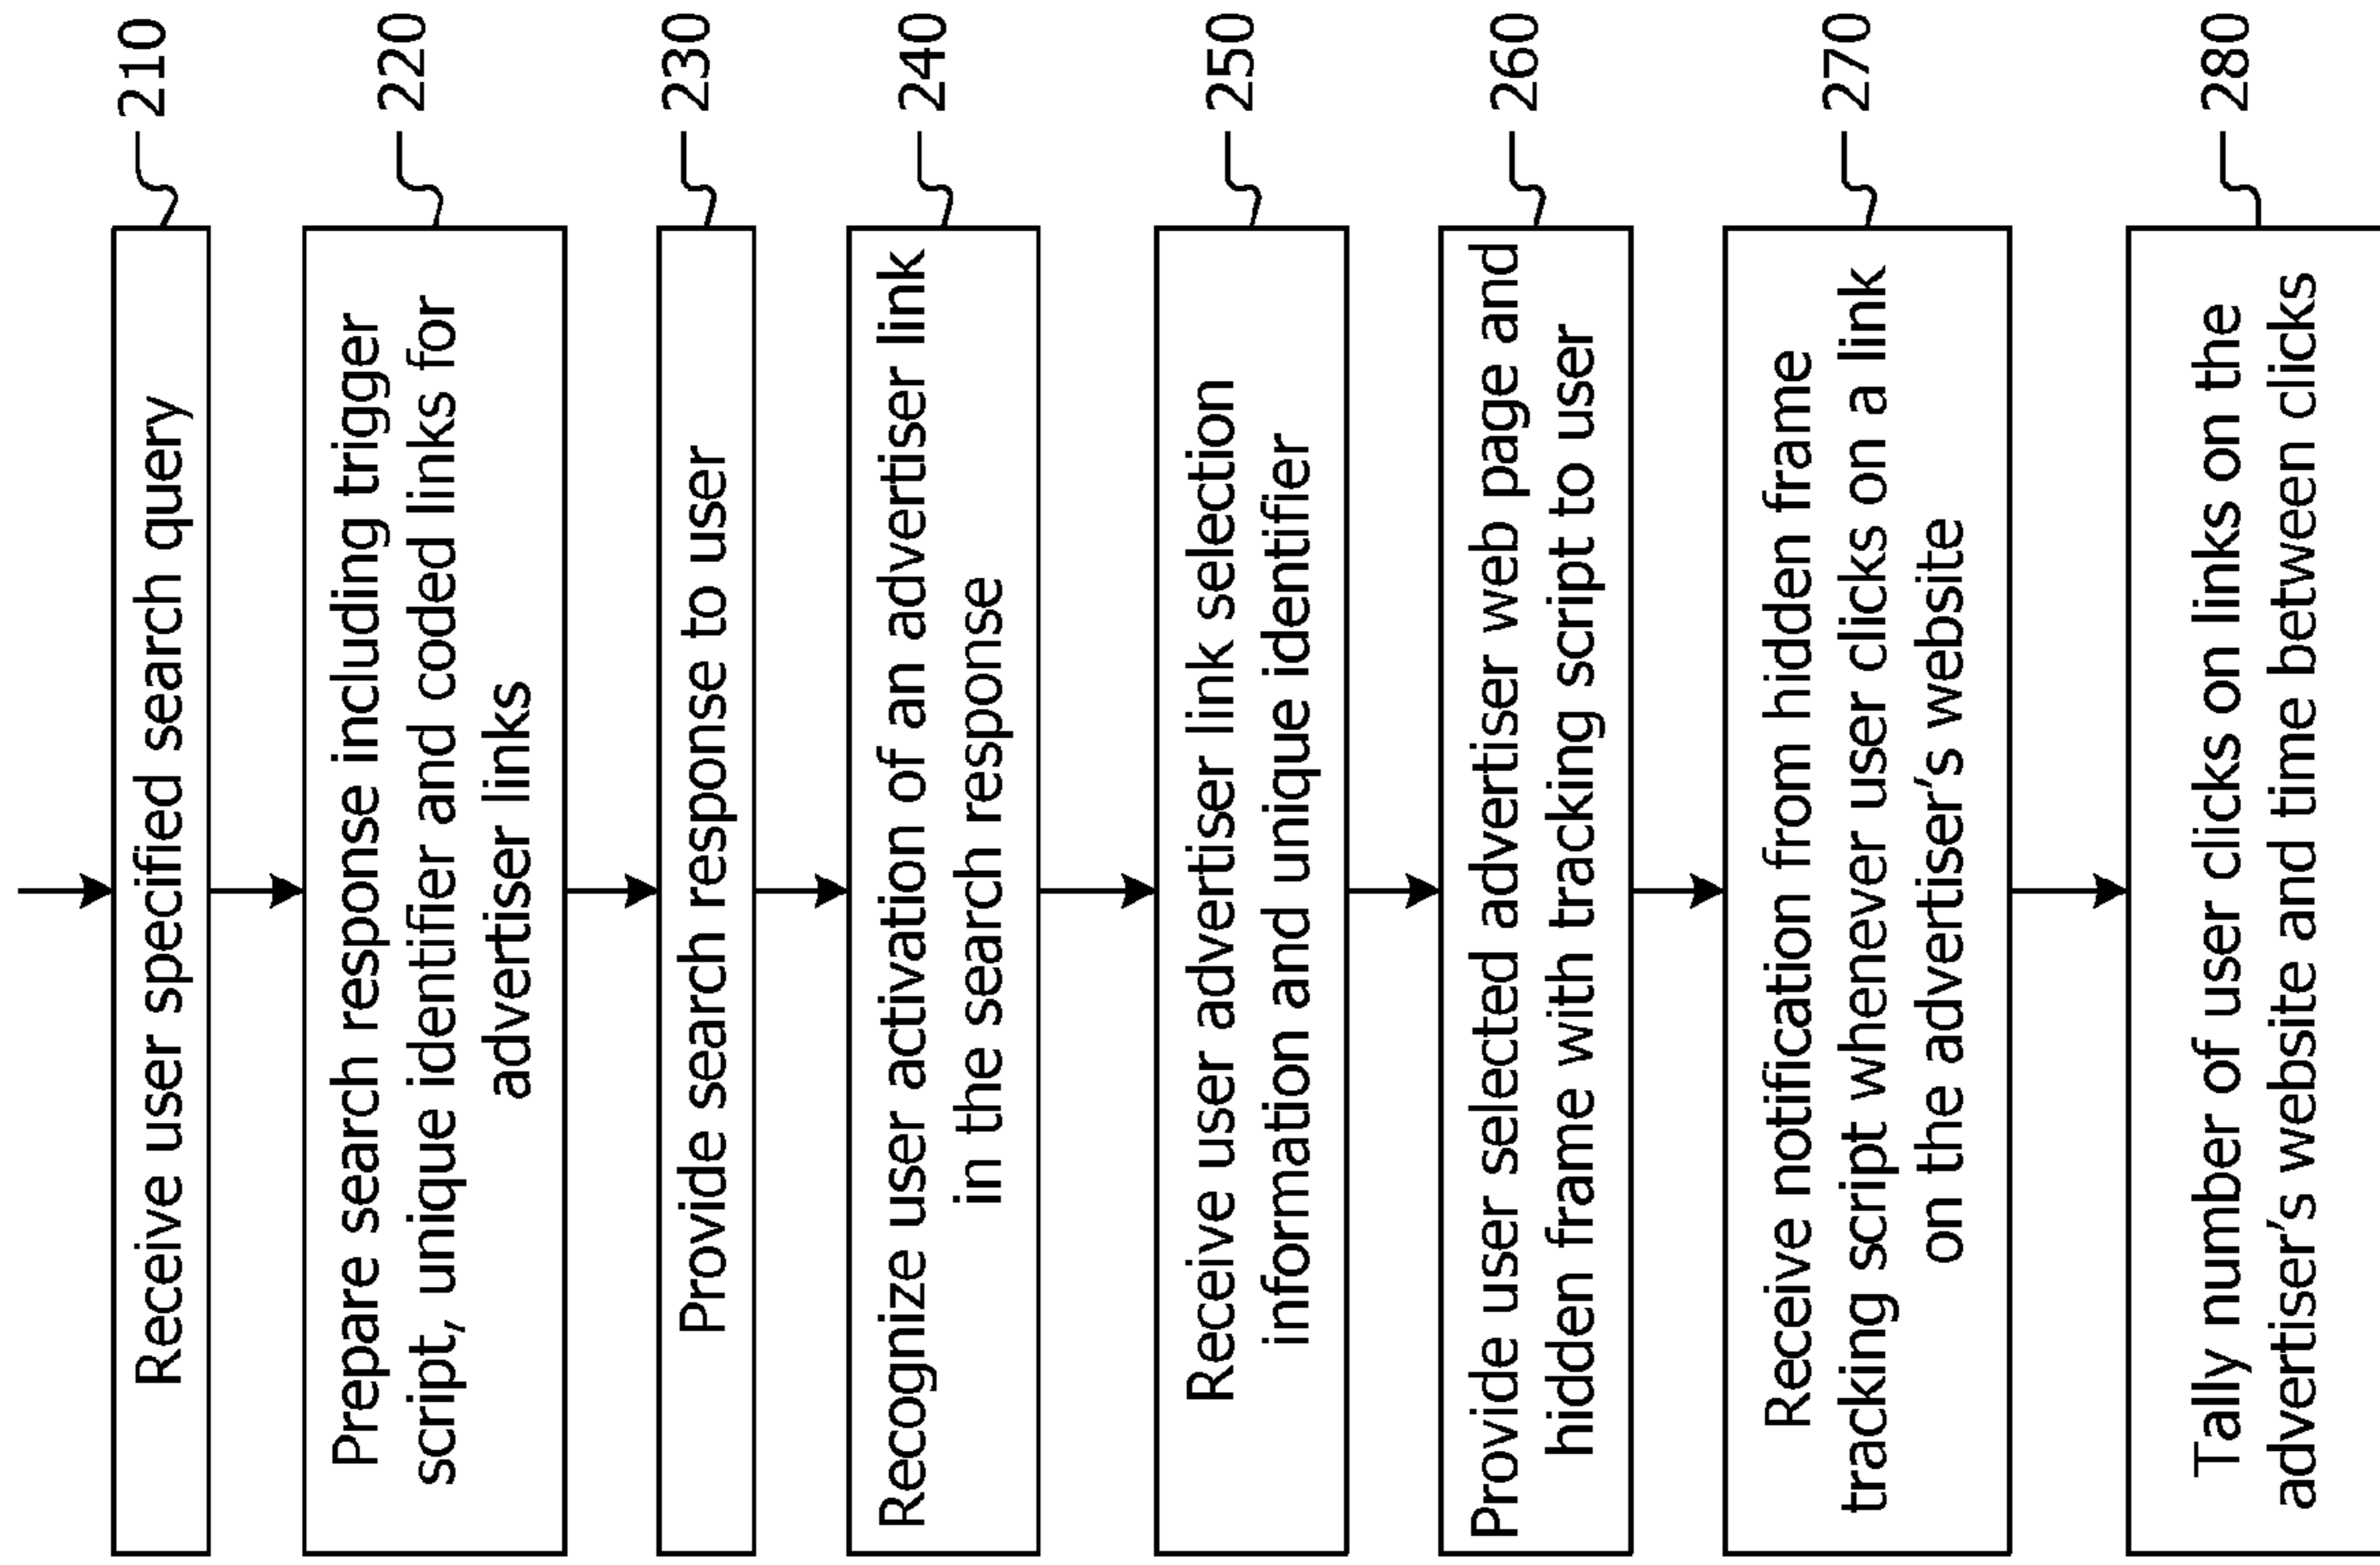 Receive user specified search query
210
Prepare search response including trigger
script, unique identifier and coded links for
advertiser links
220
Provide search response to user
230
Recognize user activation of an advertiser link
in the search response
240
Receive user advertiser link selection
information and unique identifier
250
Provide user selected advertiser web page and
hidden frame with tracking script to user
260
Receive notification from hidden frame
tracking script whenever user clicks on a link
on the advertiser's website
270
Tally number of user clicks on links on the
advertiser's website and time between clicks
280